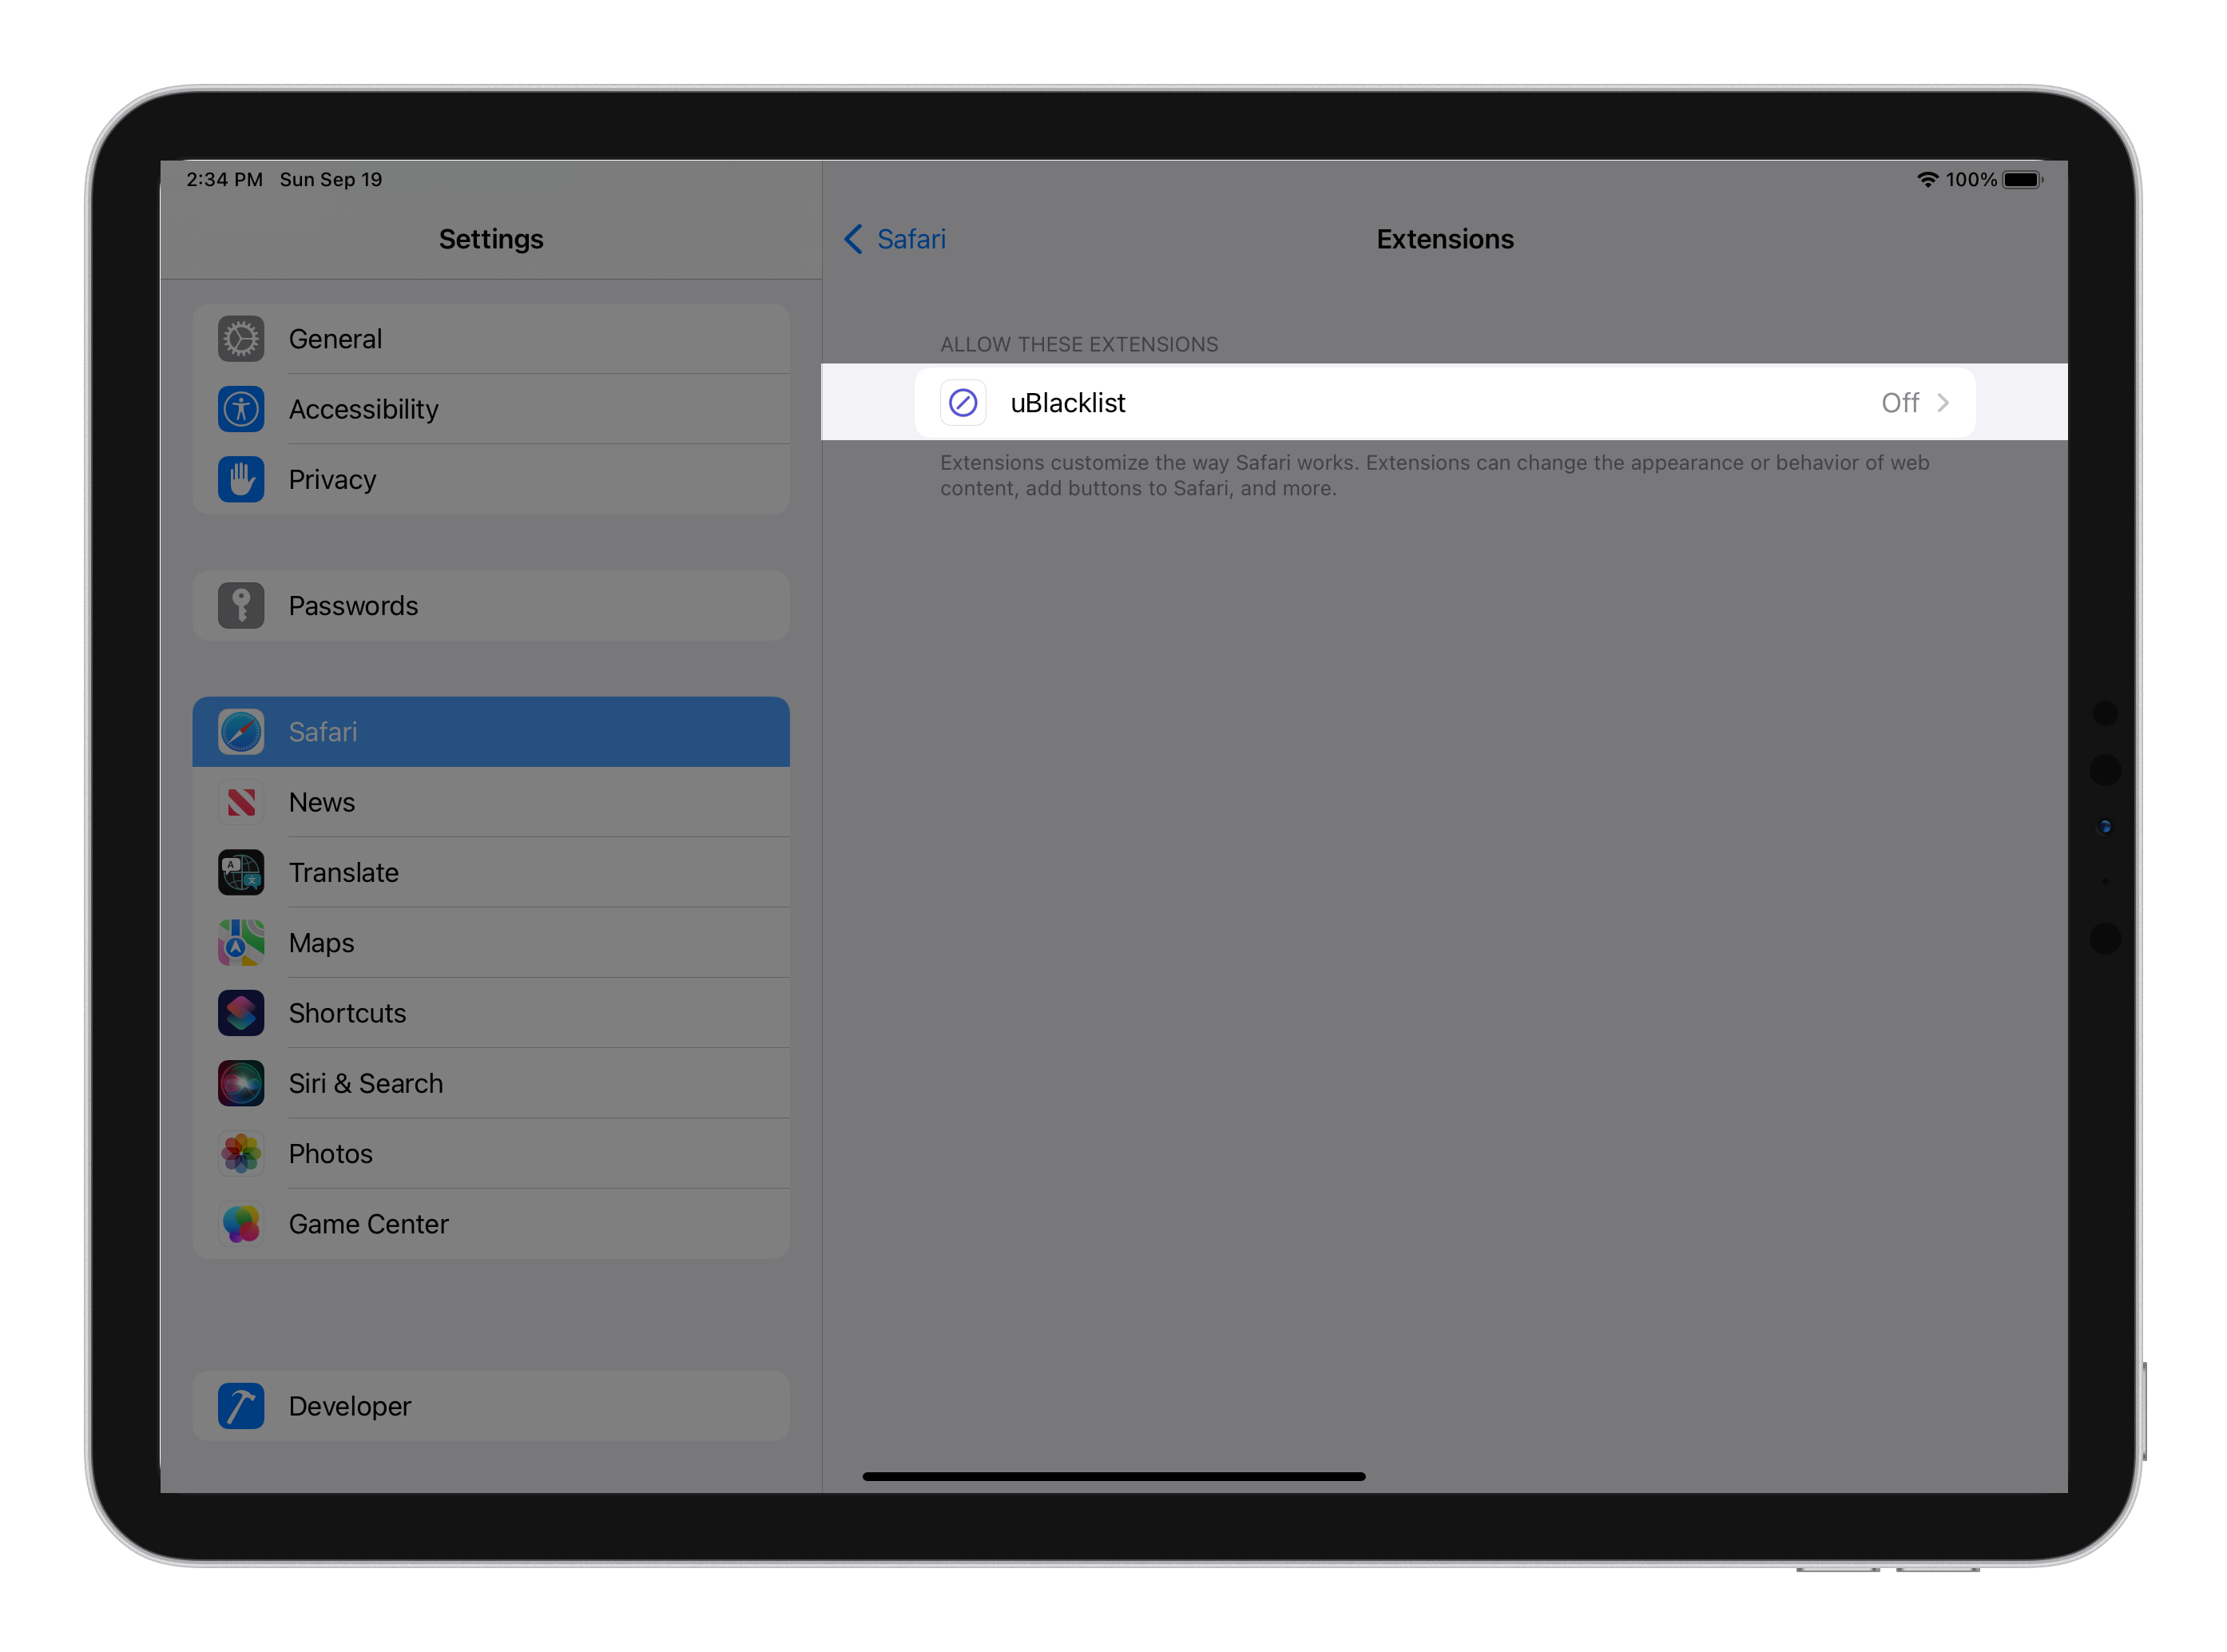 2:34 PM Sun Sep 19
100%
Settings
General
Accessibility
Privacy
Passwords
Safari
News
Translate
Maps
Shortcuts
Siri & Search
Photos
Game Center
Developer
Safari
Extensions
ALLOW THESE EXTENSIONS
uBlacklist
Off
Extensions customize the way Safari works. Extensions can change the appearance or behavior of web
content, add buttons to Safari, and more.